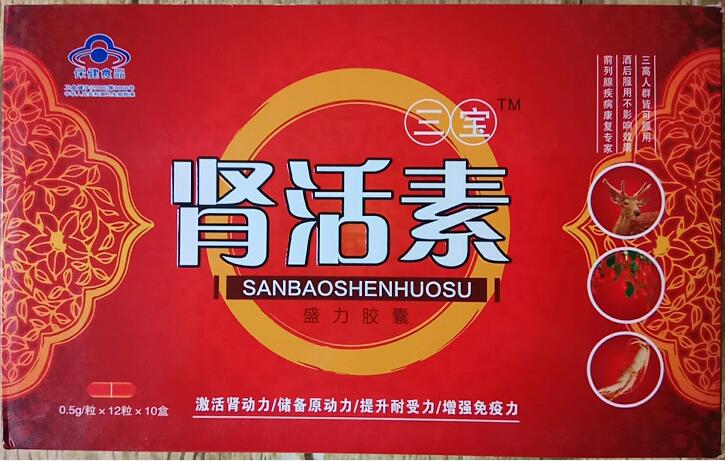 保健食品
三高人群皆可服用
酒后服用不影响效果
前列腺疾病康复专家
三宝™
肾活素
SANBAOSHENHUOSU
盛力胶囊
0.5g/粒×12粒×10盒
激活肾动力/储备原动力/提升耐受力/增强免疫力